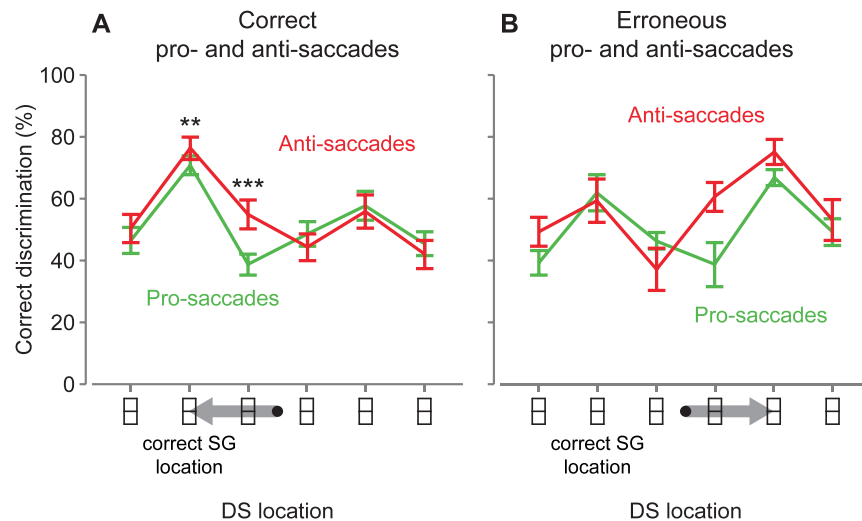 A
Correct
pro- and anti-saccades
Correct discrimination (%)
100
80
60
40
20
0
**
***
Anti-saccades
Pro-saccades
correct SG
location
DS location
B
Erroneous
pro- and anti-saccades
Anti-saccades
Pro-saccades
correct SG
location
DS location